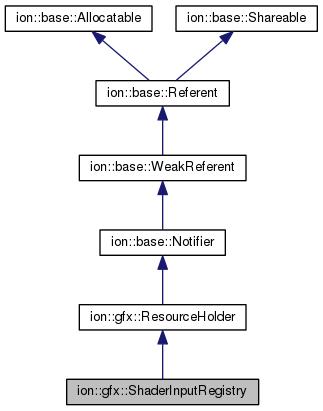 ion::base::Allocatable
ion::base::Shareable
ion::base::Referent
ion::base::WeakReferent
ion::base::Notifier
ion::gfx::ResourceHolder
ion::gfx::ShaderInputRegistry